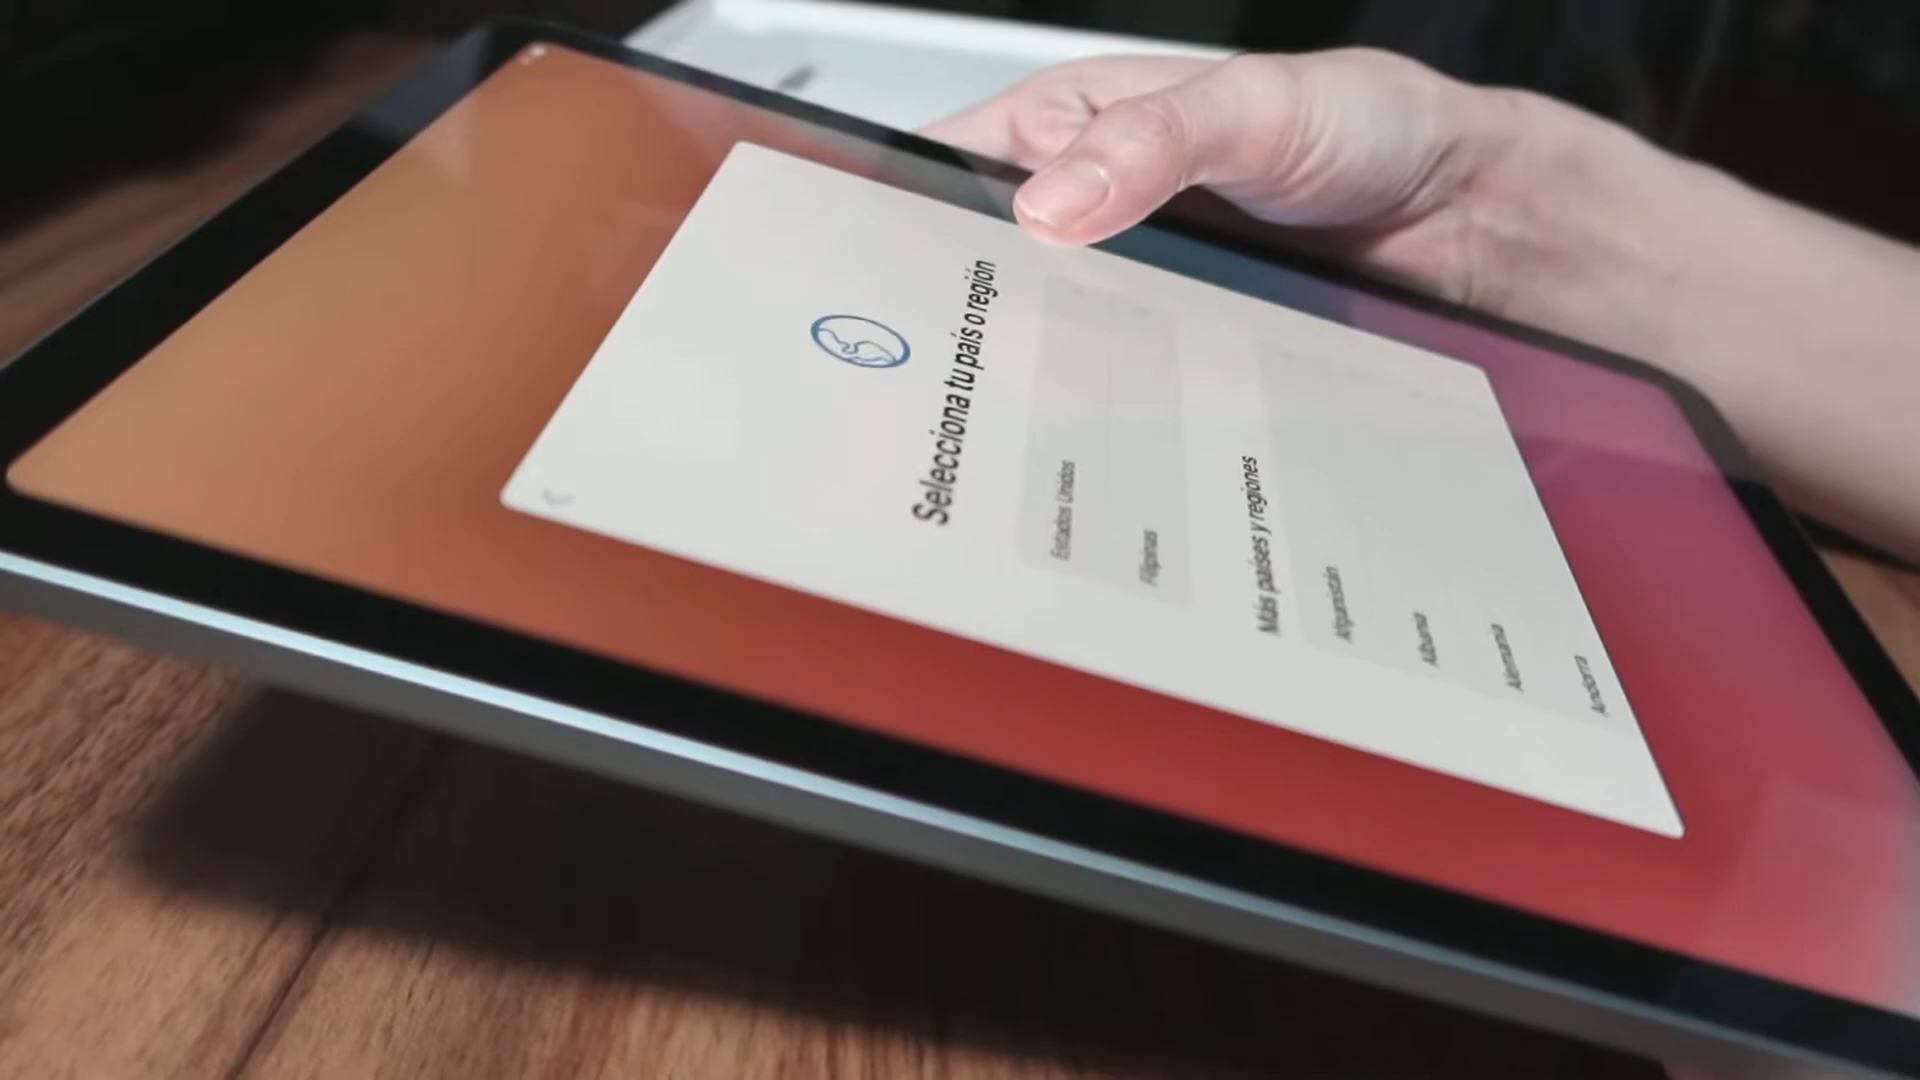 Selecciona tu país o región
Estados Unidos
Filipinas
Más países y regiones
Afganistán
Albania
Alemania
Andorra